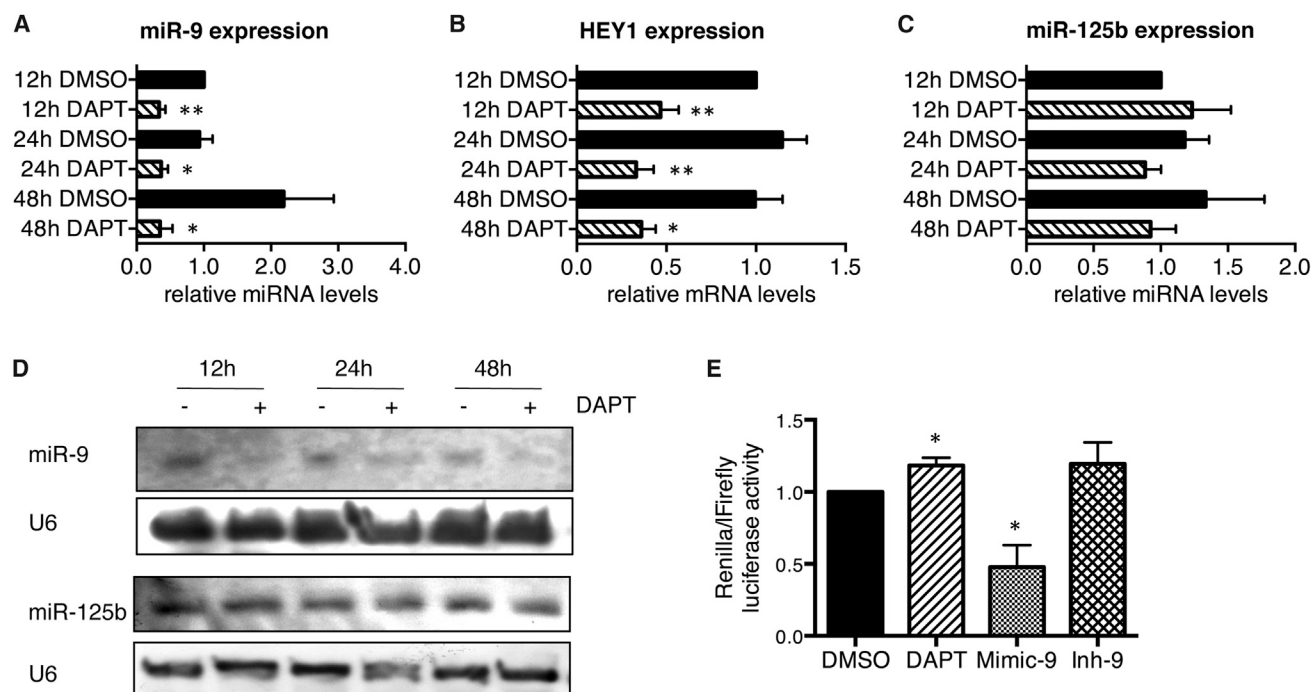 A
miR-9 expression
12h DMSO
12h DAPT
**
24h DMSO
24h DAPT
*
48h DMSO
48h DAPT
*
0.0 1.0 2.0 3.0 4.0
relative miRNA levels
B
HEY1 expression
12h DMSO
12h DAPT
**
24h DMSO
24h DAPT
**
48h DMSO
48h DAPT
*
0.0 0.5 1.0 1.5
relative mRNA levels
C
miR-125b expression
12h DMSO
12h DAPT
24h DMSO
24h DAPT
48h DMSO
48h DAPT
0.0 0.5 1.0 1.5 2.0
relative miRNA levels
D
12h 24h 48h
- + - + - + DAPT
miR-9
U6
miR-125b
U6
E
Renilla/lFirefly
luciferase activity
1.5
1.0
0.5
0.0
*
*
DMSO DAPT Mimic-9 Inh-9